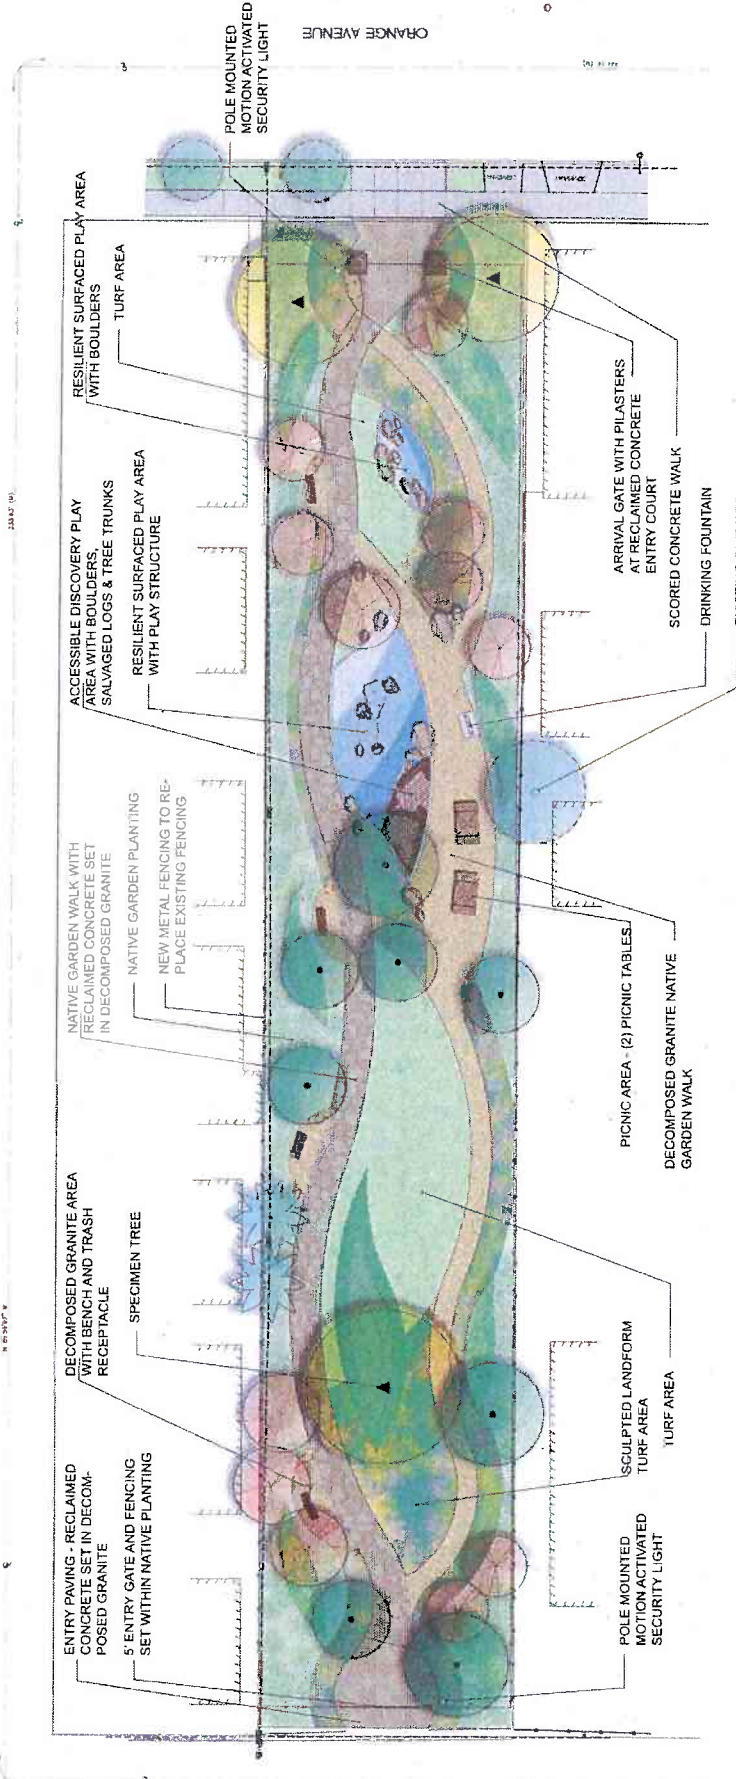 ORANGE AVENUE
POLE MOUNTED
MOTION ACTIVATED
SECURITY LIGHT
RESILIENT SURFACED PLAY AREA
WITH BOULDERS
TURF AREA
ACCESSIBLE DISCOVERY PLAY
AREA WITH BOULDERS,
SALVAGED LOGS & TREE TRUNKS
RESILIENT SURFACED PLAY AREA
WITH PLAY STRUCTURE
NATIVE GARDEN WALK WITH
RECLAIMED CONCRETE SET
IN DECOMPOSED GRANITE
NATIVE GARDEN PLANTING
NEW METAL FENCING TO RE-
PLACE EXISTING FENCING
DECOMPOSED GRANITE AREA
WITH BENCH AND TRASH
RECEPTACLE
SPECIMEN TREE
ENTRY PAVING - RECLAIMED
CONCRETE SET IN DECOM-
POSED GRANITE
5' ENTRY GATE AND FENCING
SET WITHIN NATIVE PLANTING
ARRIVAL GATE WITH PILASTERS
AT RECLAIMED CONCRETE
ENTRY COURT
SCORED CONCRETE WALK
DRINKING FOUNTAIN
PICNIC AREA - (2) PICNIC TABLES
DECOMPOSED GRANITE NATIVE
GARDEN WALK
SCULPTED LANDFORM
TURF AREA
TURF AREA
POLE MOUNTED
MOTION ACTIVATED
SECURITY LIGHT